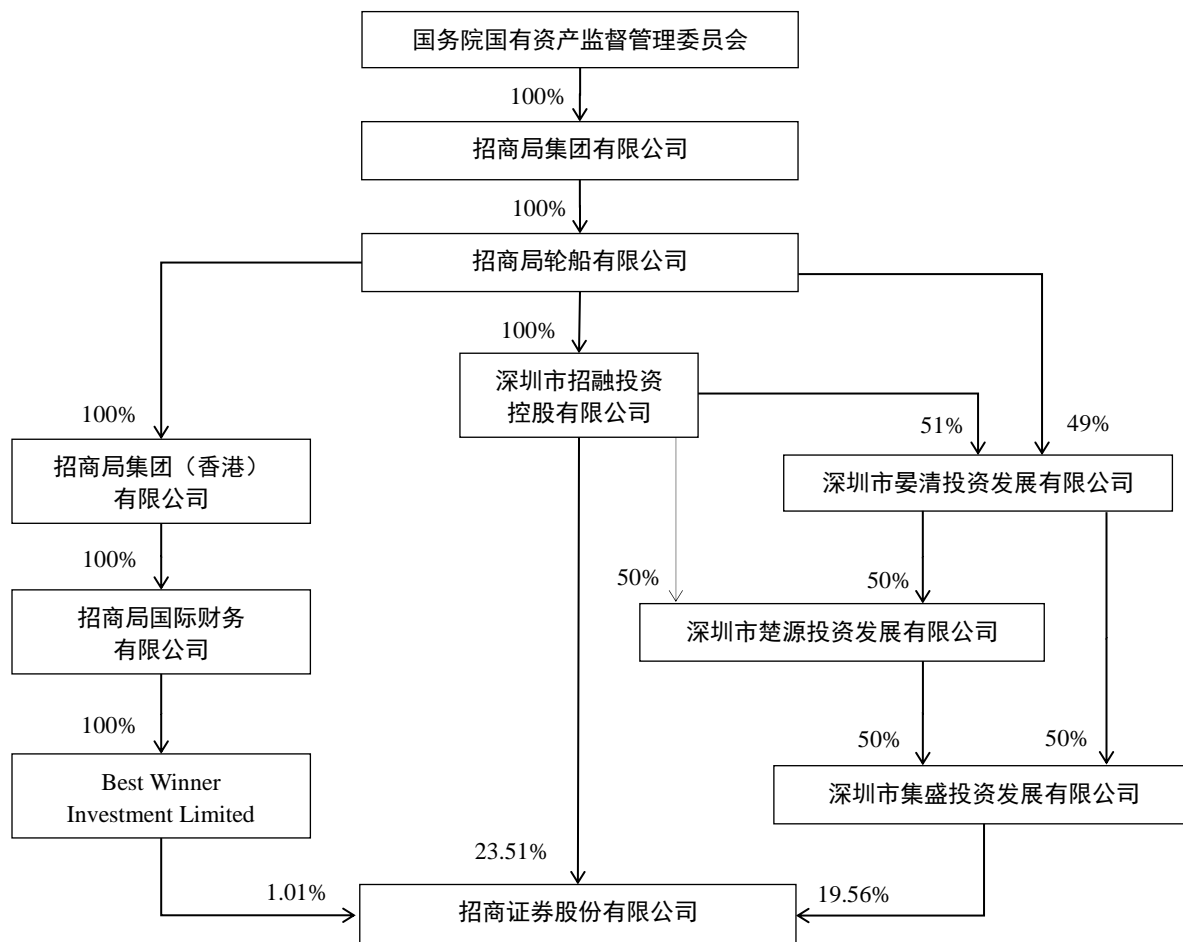 国务院国有资产监督管理委员会
100%
招商局集团有限公司
100%
招商局轮船有限公司
100%
深圳市招融投资
控股有限公司
100%
51%
49%
招商局集团（香港）
有限公司
深圳市晏清投资发展有限公司
100%
50%
50%
招商局国际财务
有限公司
深圳市楚源投资发展有限公司
100%
50%
50%
Best Winner
Investment Limited
深圳市集盛投资发展有限公司
23.51%
1.01%
19.56%
招商证券股份有限公司